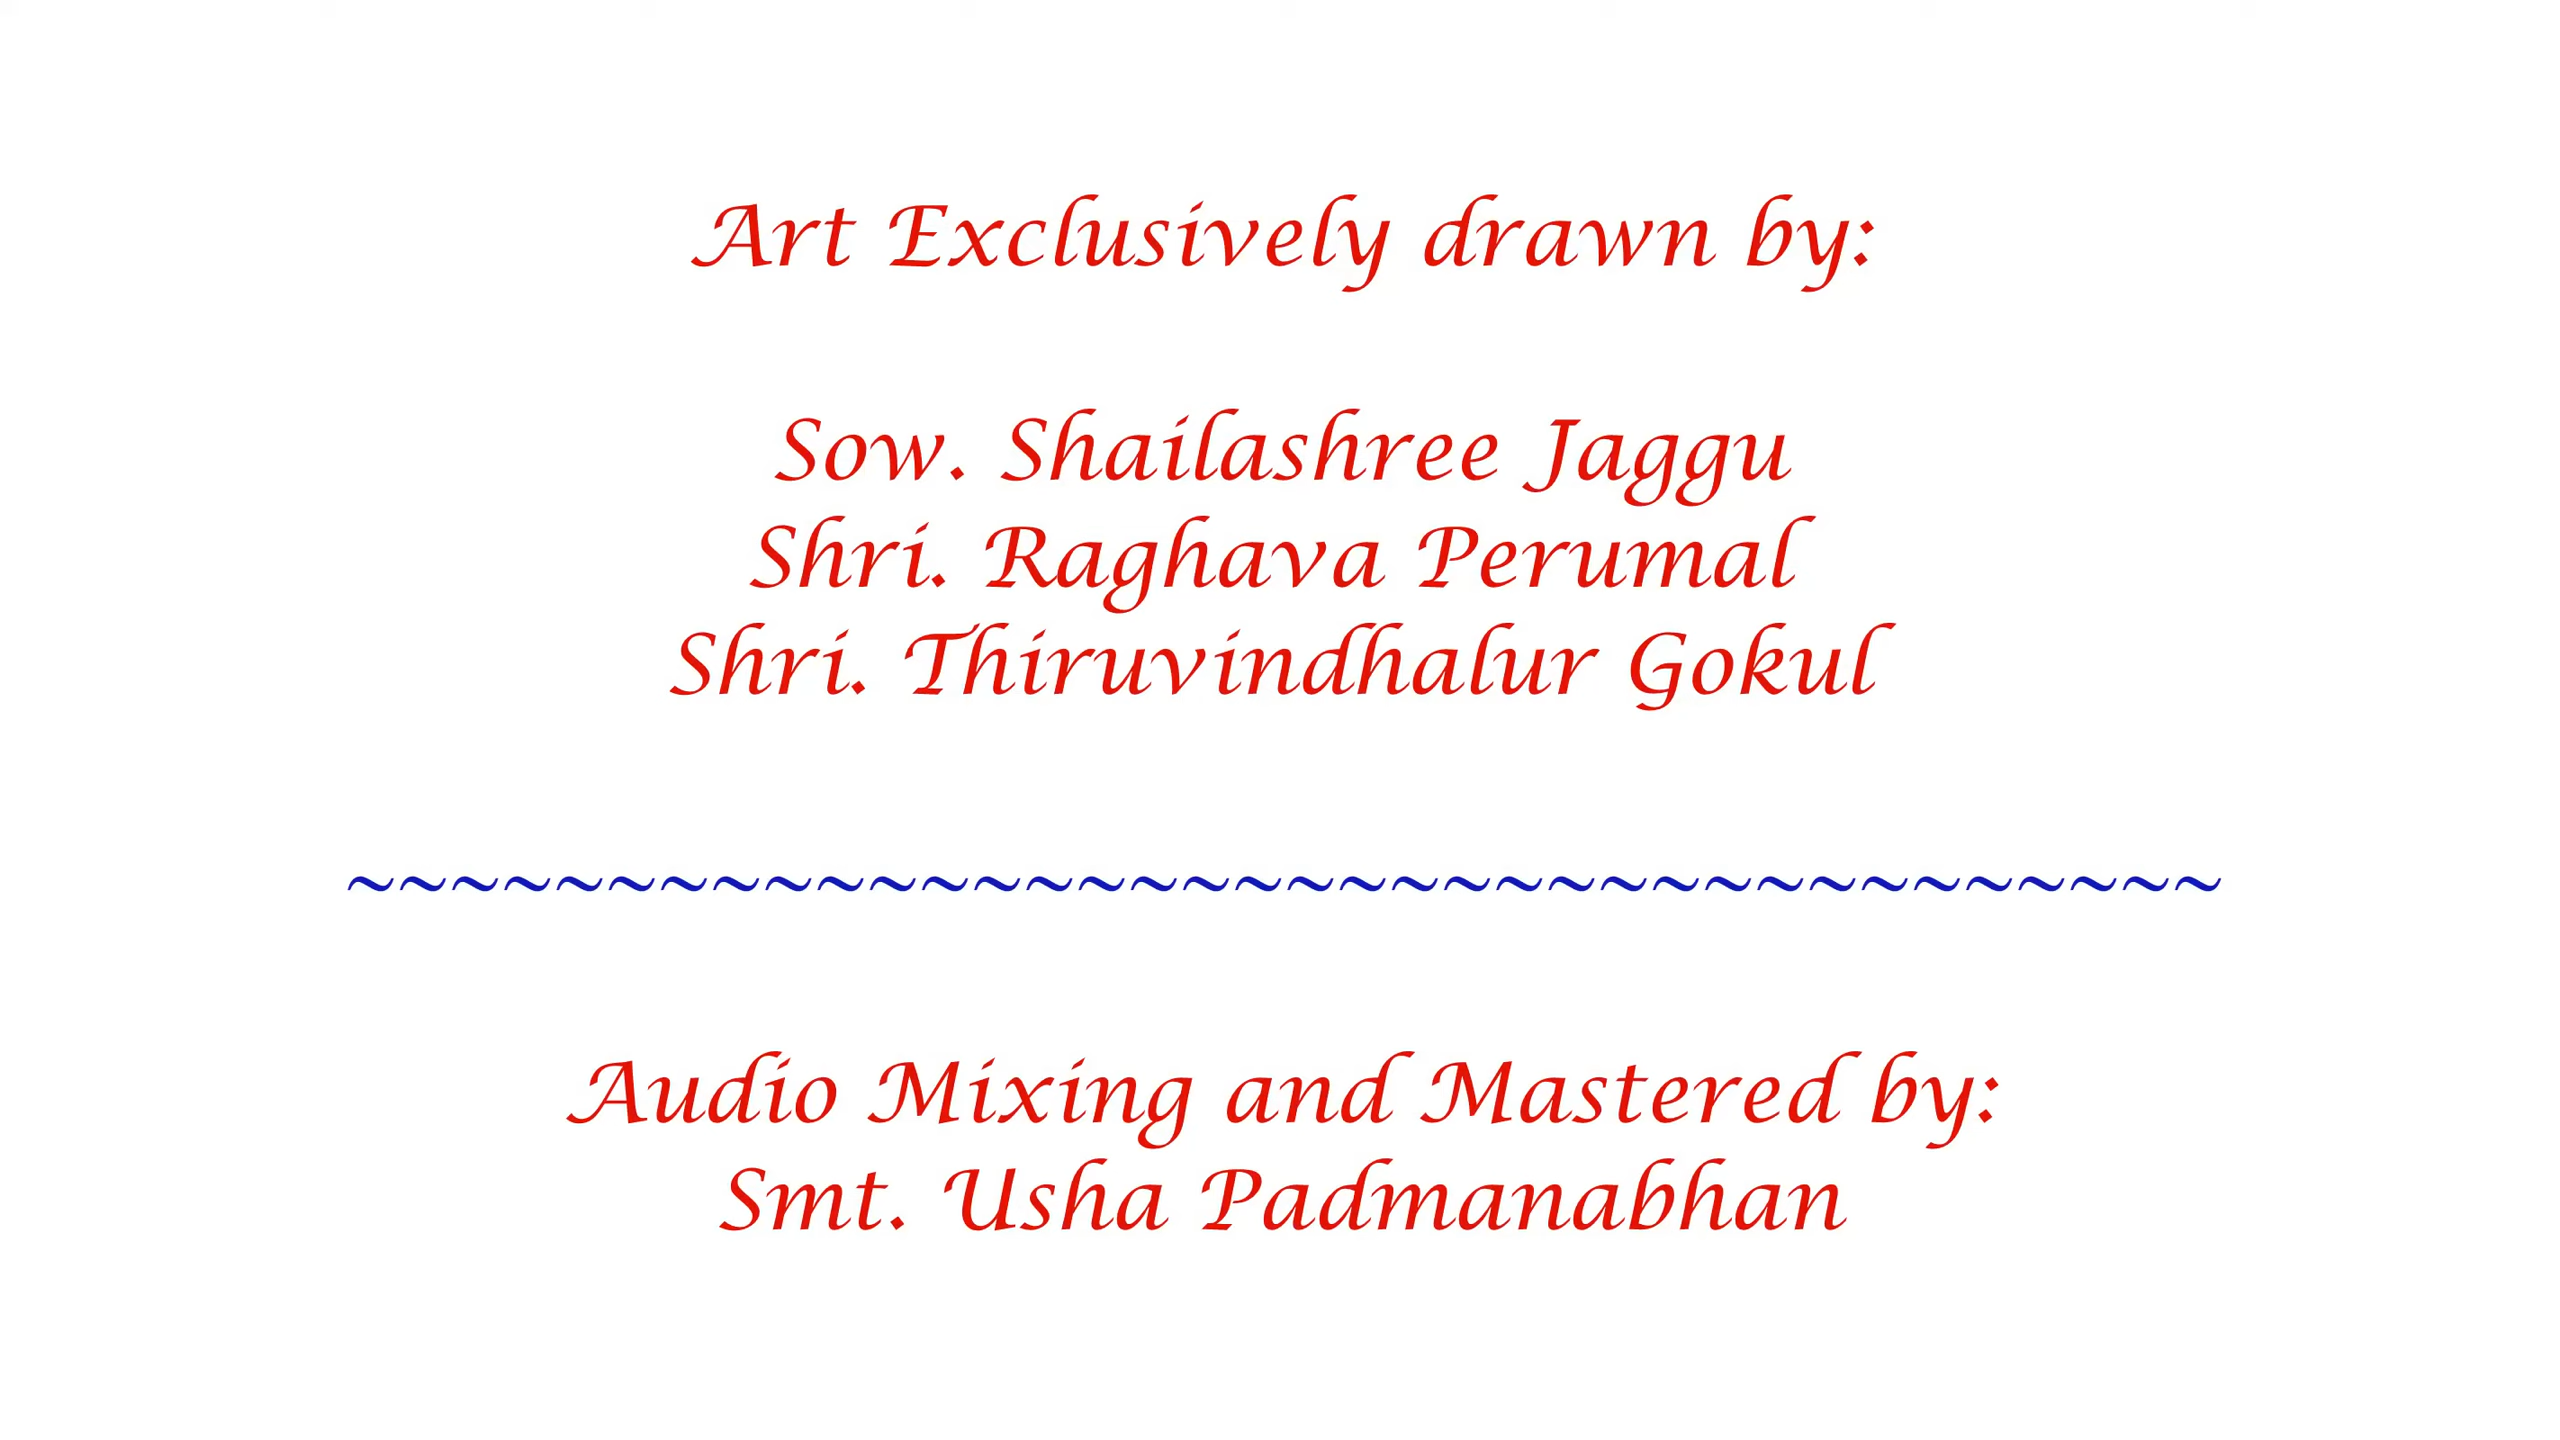 Art Exclusively drawn by:
Sow. Shailashree Jaggu
Shri. Raghava Perumal
Shri. Thiruvindhalur Gokul
~~~~~~~~~~~~~~~~~~~~~~~~~~~~~~~~~~~~
Audio Mixing and Mastered by:
Smt. Usha Padmanabhan